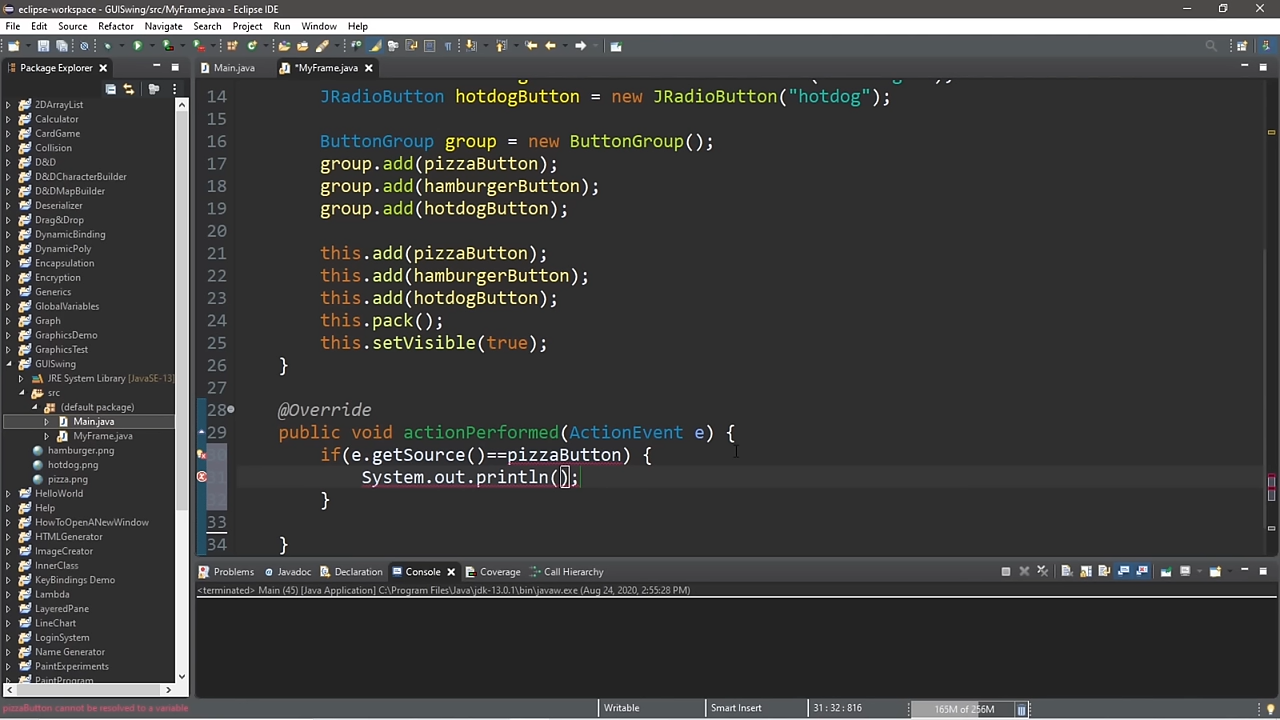 eclipse-workspace - GUISwing/src/MyFrame.java - Eclipse IDE
File Edit Source Refactor Navigate Search Project Run Window Help
Package Explorer
Main.java
*MyFrame.java
2DArrayList
Calculator
CardGame
Collision
D&D
D&DCharacterBuilder
D&DMapBuilder
Deserializer
Drag&Drop
DynamicBinding
DynamicPoly
Encapsulation
Encryption
Generics
GlobalVariables
Graph
GraphicsDemo
GraphicsTest
GUISwing
JRE System Library [JavaSE-13]
src
(default package)
Main.java
MyFrame.java
hamburger.png
hotdog.png
pizza.png
HelloWorld
Help
HowToOpenANewWindow
HTMLGenerator
ImageCreator
InnerClass
KeyBindings Demo
Lambda
LayeredPane
LineChart
LoginSystem
Name Generator
PaintExperiments
PaintProgram
14 JRadioButton hotdogButton = new JRadioButton("hotdog");
15
16 ButtonGroup group = new ButtonGroup();
17 group.add(pizzaButton);
18 group.add(hamburgerButton);
19 group.add(hotdogButton);
20
21 this.add(pizzaButton);
22 this.add(hamburgerButton);
23 this.add(hotdogButton);
24 this.pack();
25 this.setVisible(true);
26 }
27
28 @Override
29 public void actionPerformed(ActionEvent e) {
if(e.getSource()==pizzaButton) {
31 System.out.println();
32 }
33
34 }
Problems Javadoc Declaration Console Coverage Call Hierarchy
<terminated> Main (45) [Java Application] C:\Program Files\Java\jdk-13.0.1\bin\javaw.exe (Aug 24, 2020, 2:55:28 PM)
pizzaButton cannot be resolved to a variable
Writable
Smart Insert
31 : 32 : 816
165M of 256M